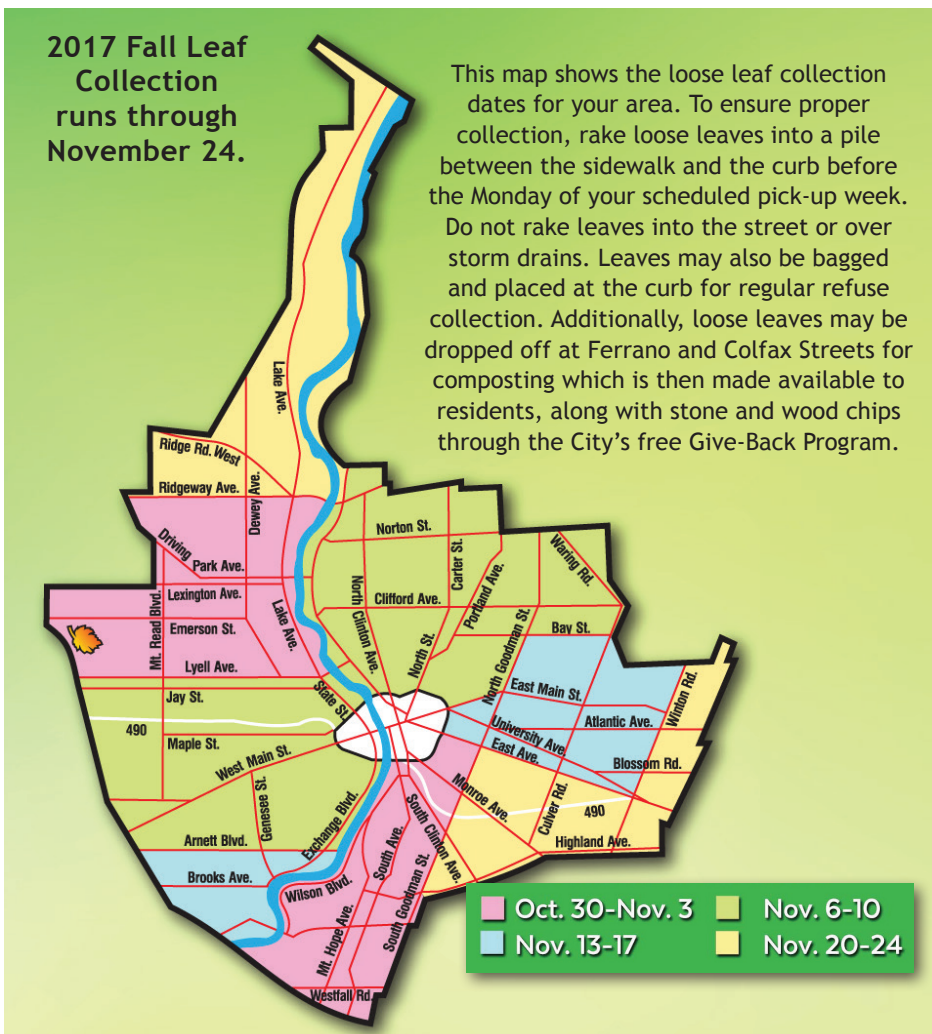 2017 Fall Leaf
Collection
runs through
November 24.
This map shows the loose leaf collection
dates for your area. To ensure proper
collection, rake loose leaves into a pile
between the sidewalk and the curb before
the Monday of your scheduled pick-up week.
Do not rake leaves into the street or over
storm drains. Leaves may also be bagged
and placed at the curb for regular refuse
collection. Additionally, loose leaves may be
dropped off at Ferrano and Colfax Streets for
composting which is then made available to
residents, along with stone and wood chips
through the City’s free Give-Back Program.
Lake Ave.
Ridge Rd. West
Ridgeway Ave.
Dewey Ave.
Driving
Park Ave.
Norton St.
Carter St.
Waring Rd.
Portland Ave.
Mt. Read Blvd.
Lexington Ave.
Lake Ave.
North Clinton Ave.
Clifford Ave.
Emerson St.
North St.
North Goodman St.
Bay St.
Lyell Ave.
State St.
Jay St.
East Main St.
Winton Rd.
490
University Ave.
Atlantic Ave.
Maple St.
West Main St.
East Ave.
Blossom Rd.
Genesee St.
Exchange Blvd.
Monroe Ave.
Culver Rd.
490
South Clinton Ave.
Highland Ave.
Arnett Blvd.
South Ave.
Brooks Ave.
Wilson Blvd.
South Goodman St.
Mt. Hope Ave.
Westfall Rd.
Oct. 30-Nov. 3
Nov. 6-10
Nov. 13-17
Nov. 20-24